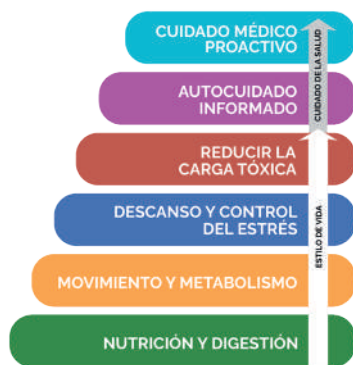 CUIDADO MÉDICO
PROACTIVO
AUTOCUIDADO
INFORMADO
REDUCIR LA
CARGA TÓXICA
DESCANSO Y CONTROL
DEL ESTRÉS
MOVIMIENTO Y METABOLISMO
NUTRICIÓN Y DIGESTIÓN
CUIDADO DE LA SALUD
ESTILO DE VIDA